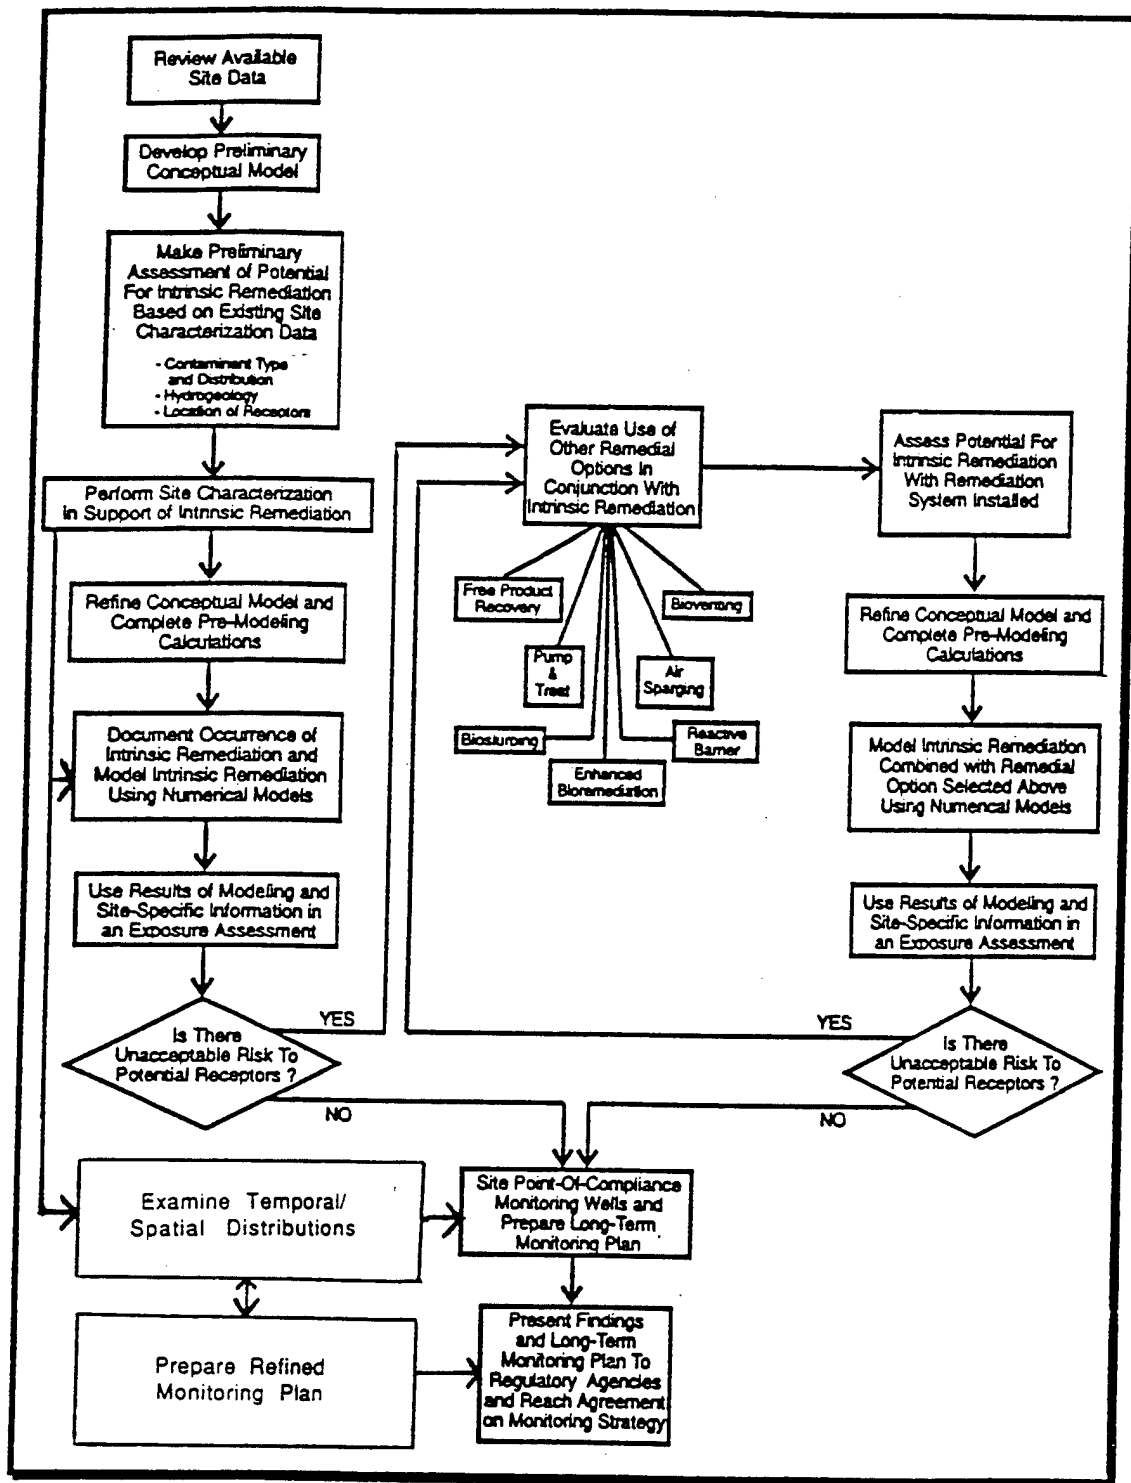 Review Available
Site Data
Develop Preliminary
Conceptual Model
Make Preliminary
Assessment of Potential
For Intrinsic Remediation
Based on Existing Site
Characterization Data
- Contaminant Type
and Distribution
- Hydrogeology
- Location of Receptors
Perform Site Characterization
in Support of Intrinsic Remediation
Refine Conceptual Model and
Complete Pre-Modeling
Calculations
Document Occurrence of
Intrinsic Remediation and
Model Intrinsic Remediation
Using Numerical Models
Use Results of Modeling and
Site-Specific Information in
an Exposure Assessment
Is There
Unacceptable Risk To
Potential Receptors ?
YES
NO
Evaluate Use of
Other Remedial
Options In
Conjunction With
Intrinsic Remediation
Free Product
Recovery
Bioventing
Pump
&
Treat
Air
Sparging
Bioslurping
Reactive
Barrier
Enhanced
Bioremediation
Assess Potential For
Intrinsic Remediation
With Remediation
System Installed
Refine Conceptual Model and
Complete Pre-Modeling
Calculations
Model Intrinsic Remediation
Combined with Remedial
Option Selected Above
Using Numerical Models
Use Results of Modeling and
Site-Specific Information in
an Exposure Assessment
Is There
Unacceptable Risk To
Potential Receptors ?
YES
NO
Examine Temporal/
Spatial Distributions
Site Point-Of-Compliance
Monitoring Wells and
Prepare Long-Term
Monitoring Plan
Prepare Refined
Monitoring Plan
Present Findings
and Long-Term
Monitoring Plan To
Regulatory Agencies
and Reach Agreement
on Monitoring Strategy